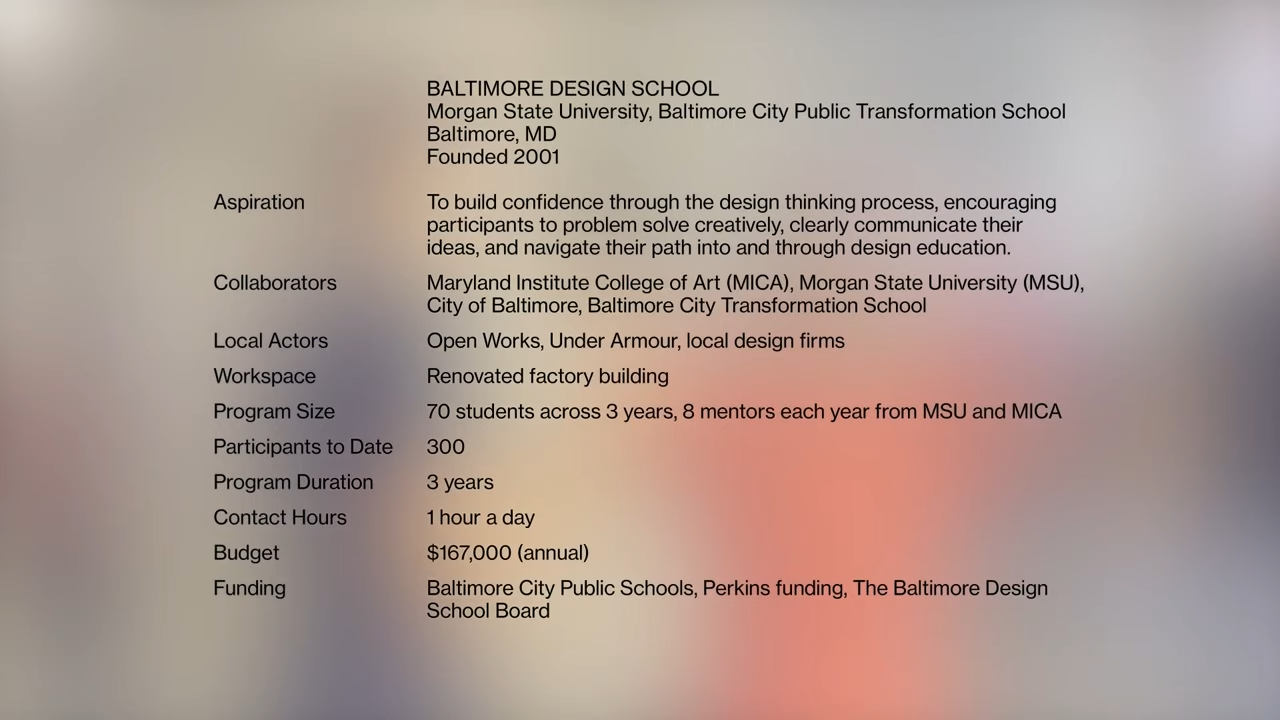 BALTIMORE DESIGN SCHOOL
Morgan State University, Baltimore City Public Transformation School
Baltimore, MD
Founded 2001
Aspiration To build confidence through the design thinking process, encouraging
participants to problem solve creatively, clearly communicate their
ideas, and navigate their path into and through design education.
Collaborators Maryland Institute College of Art (MICA), Morgan State University (MSU),
City of Baltimore, Baltimore City Transformation School
Local Actors Open Works, Under Armour, local design firms
Workspace Renovated factory building
Program Size 70 students across 3 years, 8 mentors each year from MSU and MICA
Participants to Date 300
Program Duration 3 years
Contact Hours 1 hour a day
Budget $167,000 (annual)
Funding Baltimore City Public Schools, Perkins funding, The Baltimore Design
School Board